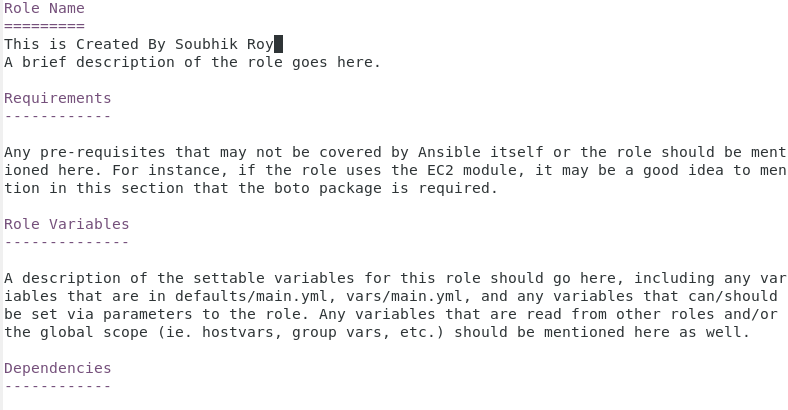 Role Name
=========
This is Created By Soubhik Roy
A brief description of the role goes here.
Requirements
------------
Any pre-requisites that may not be covered by Ansible itself or the role should be ment
ioned here. For instance, if the role uses the EC2 module, it may be a good idea to men
tion in this section that the boto package is required.
Role Variables
--------------
A description of the settable variables for this role should go here, including any var
iables that are in defaults/main.yml, vars/main.yml, and any variables that can/should
be set via parameters to the role. Any variables that are read from other roles and/or
the global scope (ie. hostvars, group vars, etc.) should be mentioned here as well.
Dependencies
------------